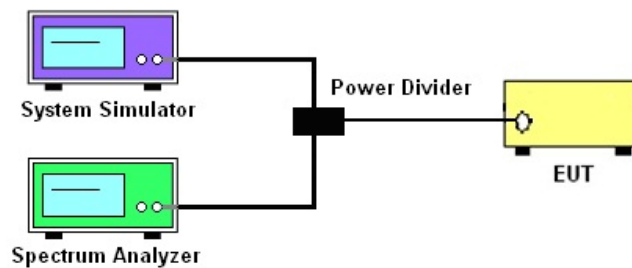 System Simulator
Power Divider
EUT
Spectrum Analyzer